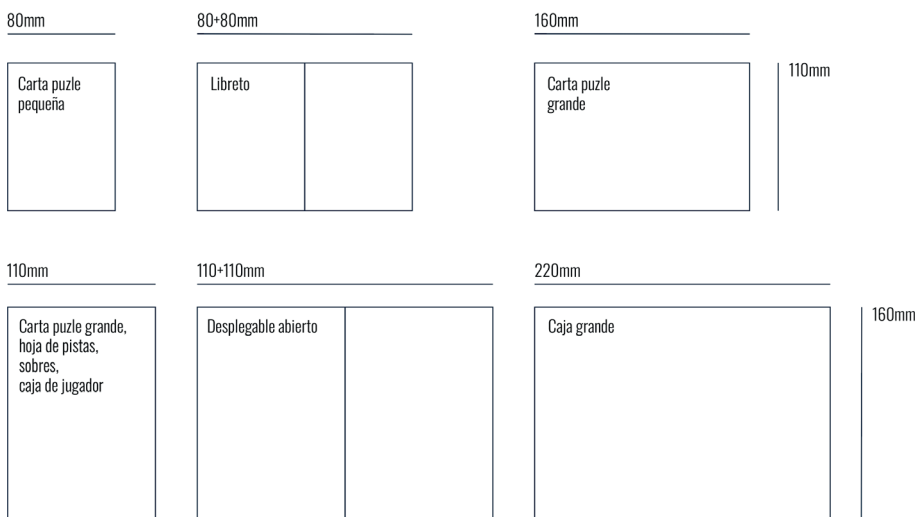 80mm
80+80mm
160mm
Carta puzle
pequeña
Libreto
Carta puzle
grande
110mm
110mm
110+110mm
220mm
Carta puzle grande,
hoja de pistas,
sobres,
caja de jugador
Desplegable abierto
Caja grande
160mm